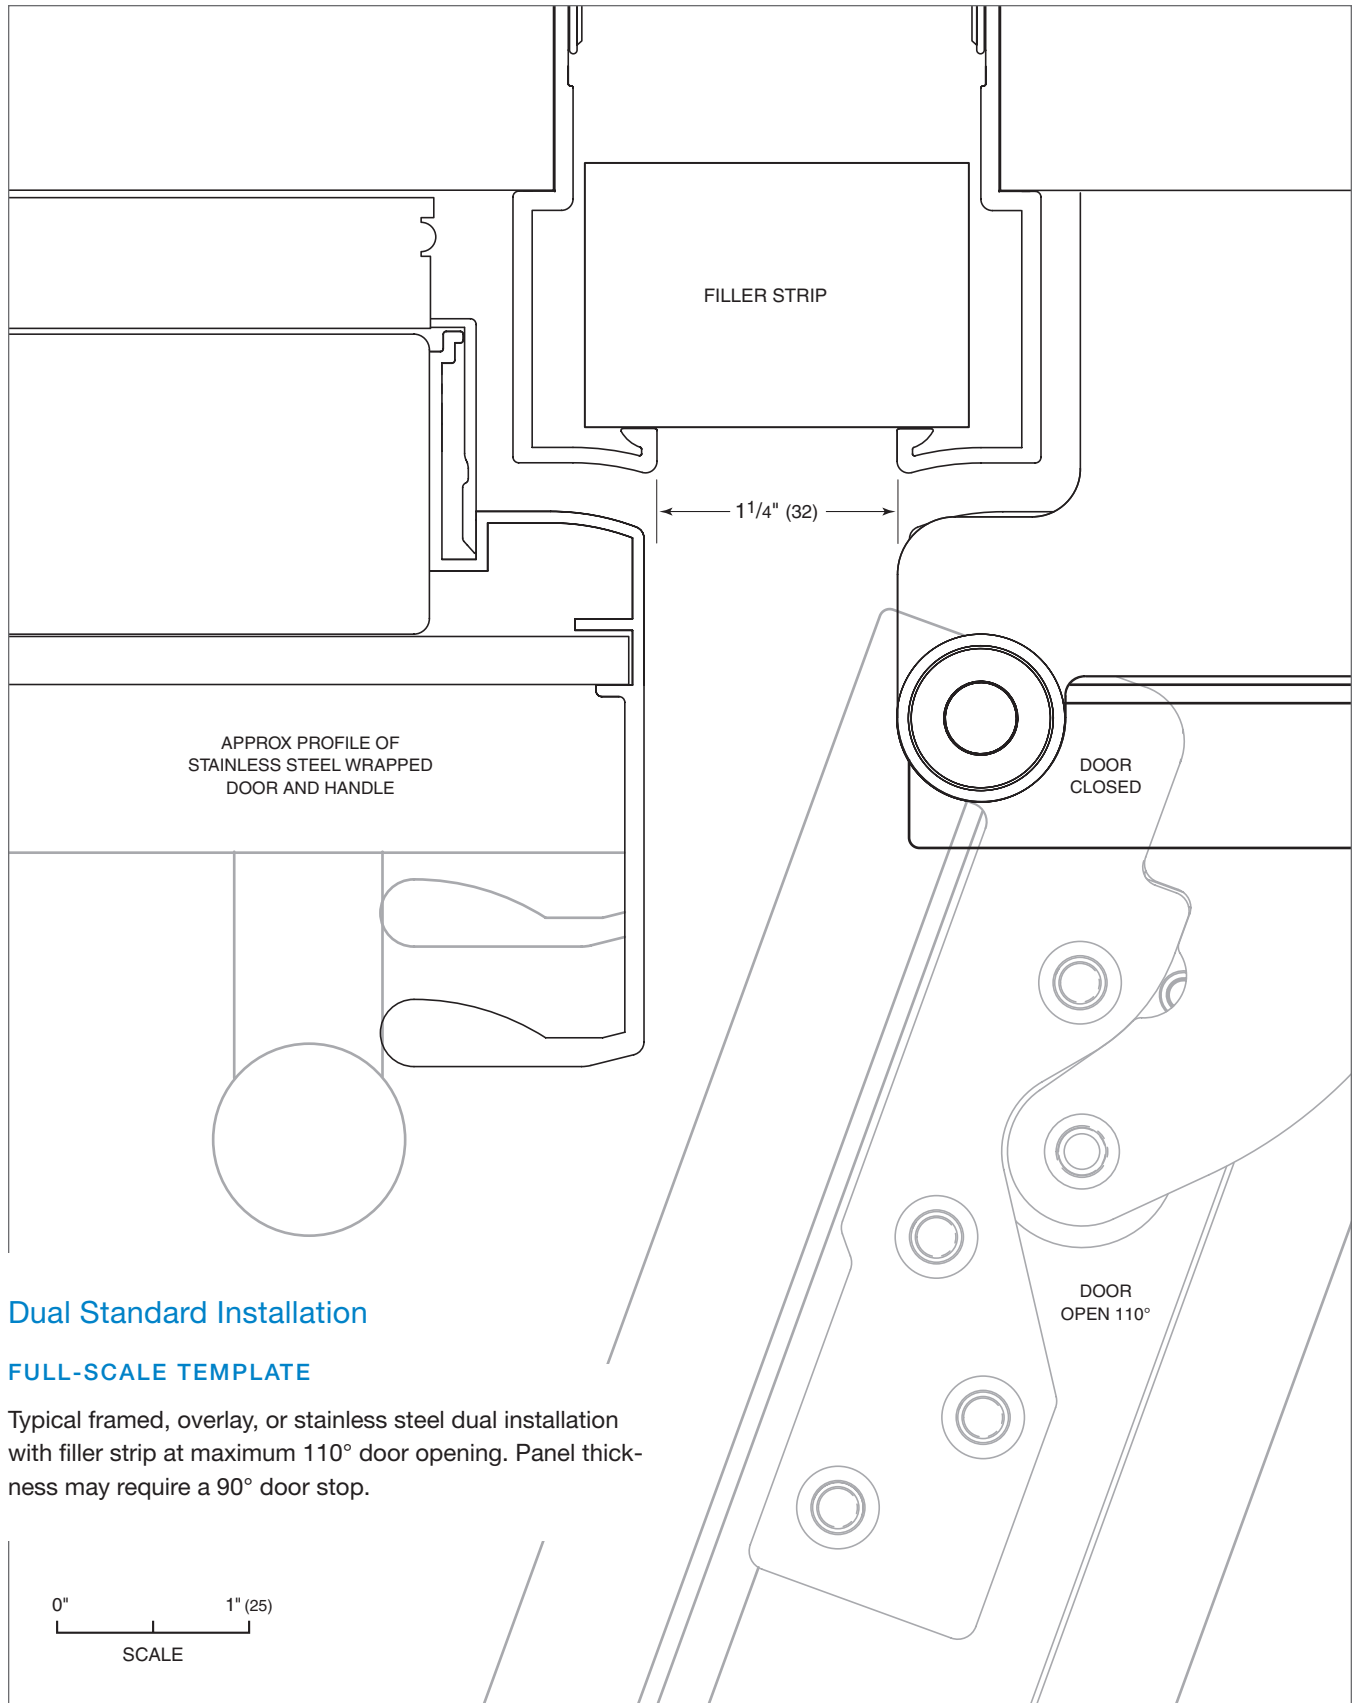 FILLER STRIP
1 1/4" (32)
APPROX PROFILE OF
STAINLESS STEEL WRAPPED
DOOR AND HANDLE
DOOR
CLOSED
DOOR
OPEN 110°
Dual Standard Installation
FULL-SCALE TEMPLATE
Typical framed, overlay, or stainless steel dual installation
with filler strip at maximum 110° door opening. Panel thick-
ness may require a 90° door stop.
0" 1" (25)
SCALE